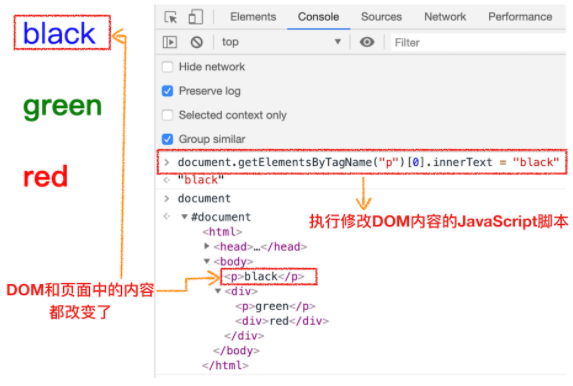 black
green
red
DOM和页面中的内容
都改变了
Elements Console Sources Network Performance
top Filter
Hide network
Preserve log
Selected context only
Group similar
> document.getElementsByTagName("p")[0].innerText = "black"
< "black"
执行修改DOM内容的JavaScript脚本
> document
< ▼#document
<html>
▶<head>…</head>
▼<body>
<p>black</p>
▼<div>
<p>green</p>
<div>red</div>
</div>
</body>
</html>